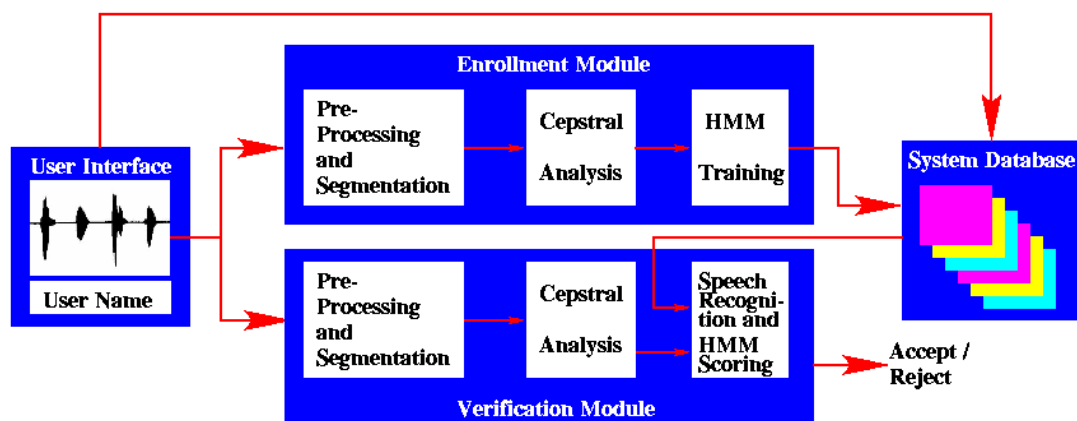 Enrollment Module
Pre-
Processing
and
Segmentation
Cepstral
Analysis
HMM
Training
User Interface
User Name
System Database
Pre-
Processing
and
Segmentation
Cepstral
Analysis
Speech
Recogni-
tion and
HMM
Scoring
Accept /
Reject
Verification Module